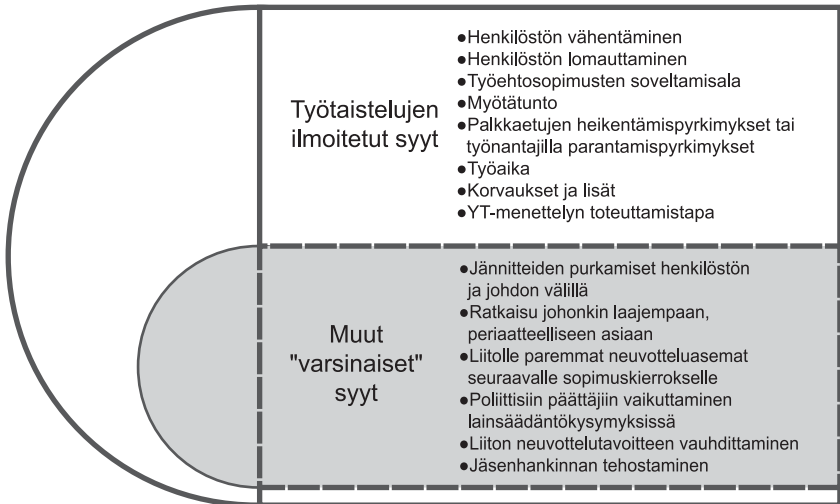 Työtaistelujen
ilmoitetut syyt
●Henkilöstön vähentäminen
●Henkilöstön lomauttaminen
●Työehtosopimusten soveltamisala
●Myötätunto
●Palkkaetujen heikentämispyrkimykset tai
työnantajilla parantamispyrkimykset
●Työaika
●Korvaukset ja lisät
●YT-menettelyn toteuttamistapa
Muut
"varsinaiset"
syyt
●Jännitteiden purkamiset henkilöstön
ja johdon välillä
●Ratkaisu johonkin laajempaan,
periaatteelliseen asiaan
●Liitolle paremmat neuvotteluasemat
seuraavalle sopimuskierrokselle
●Poliittisiin päättäjiin vaikuttaminen
lainsäädäntökysymyksissä
●Liiton neuvottelutavoitteen vauhdittaminen
●Jäsenhankinnan tehostaminen